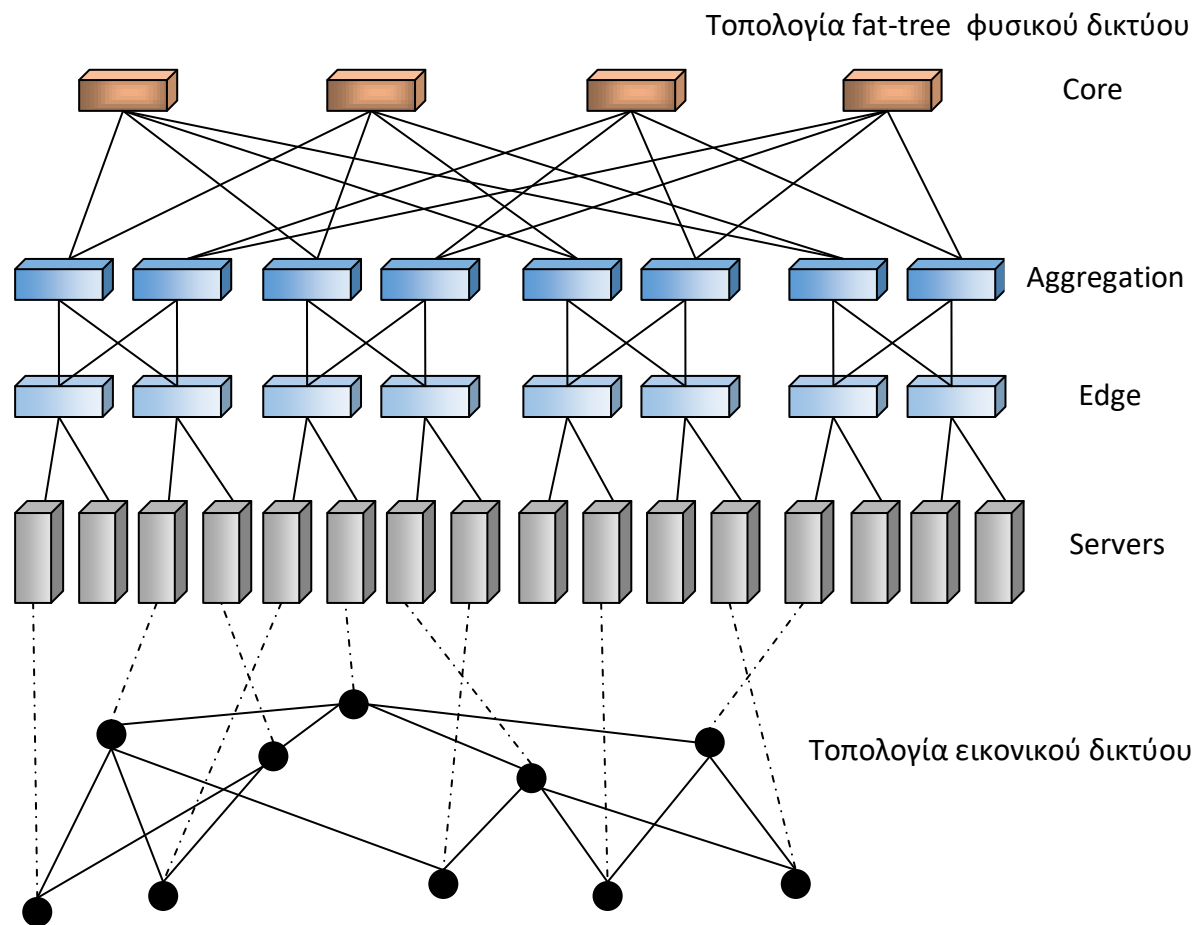 Τοπολογία fat-tree φυσικού δικτύου
Core
Aggregation
Edge
Servers
Τοπολογία εικονικού δικτύου